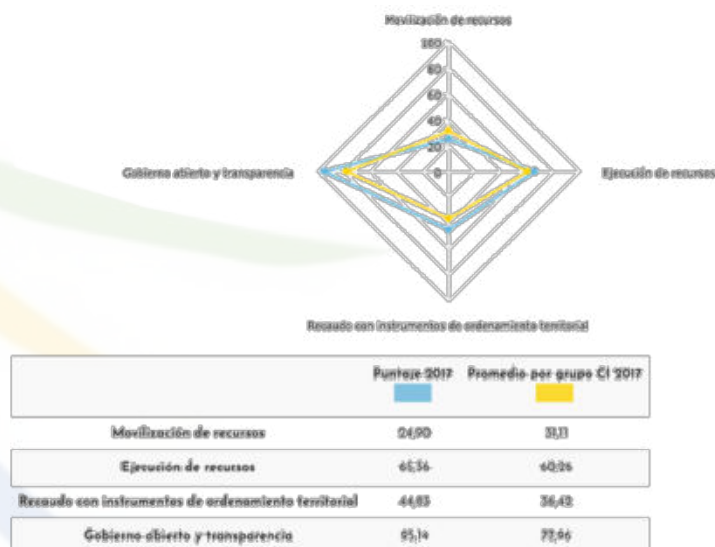 Movilización de recursos
100
80
60
40
20
0
Gobierno abierto y transparencia
Ejecución de recursos
Recaudo con instrumentos de ordenamiento territorial
Puntaje 2017 Promedio por grupo CI 2017
Movilización de recursos 24,90 31,11
Ejecución de recursos 65,36 60,26
Recaudo con instrumentos de ordenamiento territorial 44,83 36,42
Gobierno abierto y transparencia 95,14 77,96